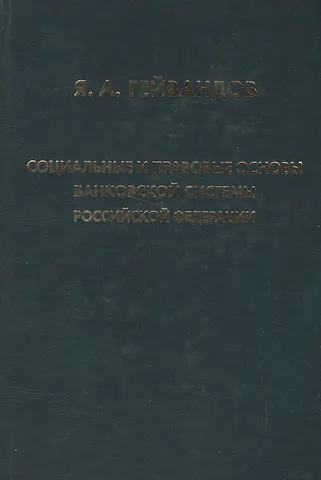 Я. А. ГЕЙВАНДОВ
СОЦИАЛЬНЫЕ И ПРАВОВЫЕ ОСНОВЫ
БАНКОВСКОЙ СИСТЕМЫ
РОССИЙСКОЙ ФЕДЕРАЦИИ